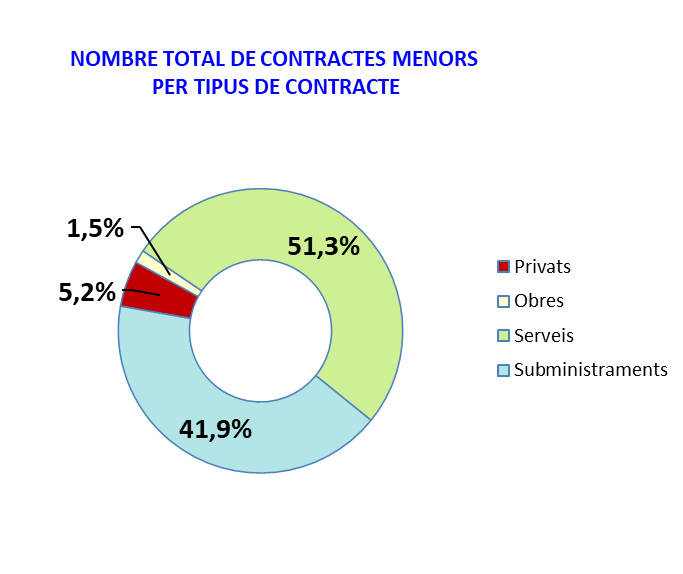 NOMBRE TOTAL DE CONTRACTES MENORS
PER TIPUS DE CONTRACTE
1,5%
51,3%
5,2%
41,9%
Privats
Obres
Serveis
Subministraments